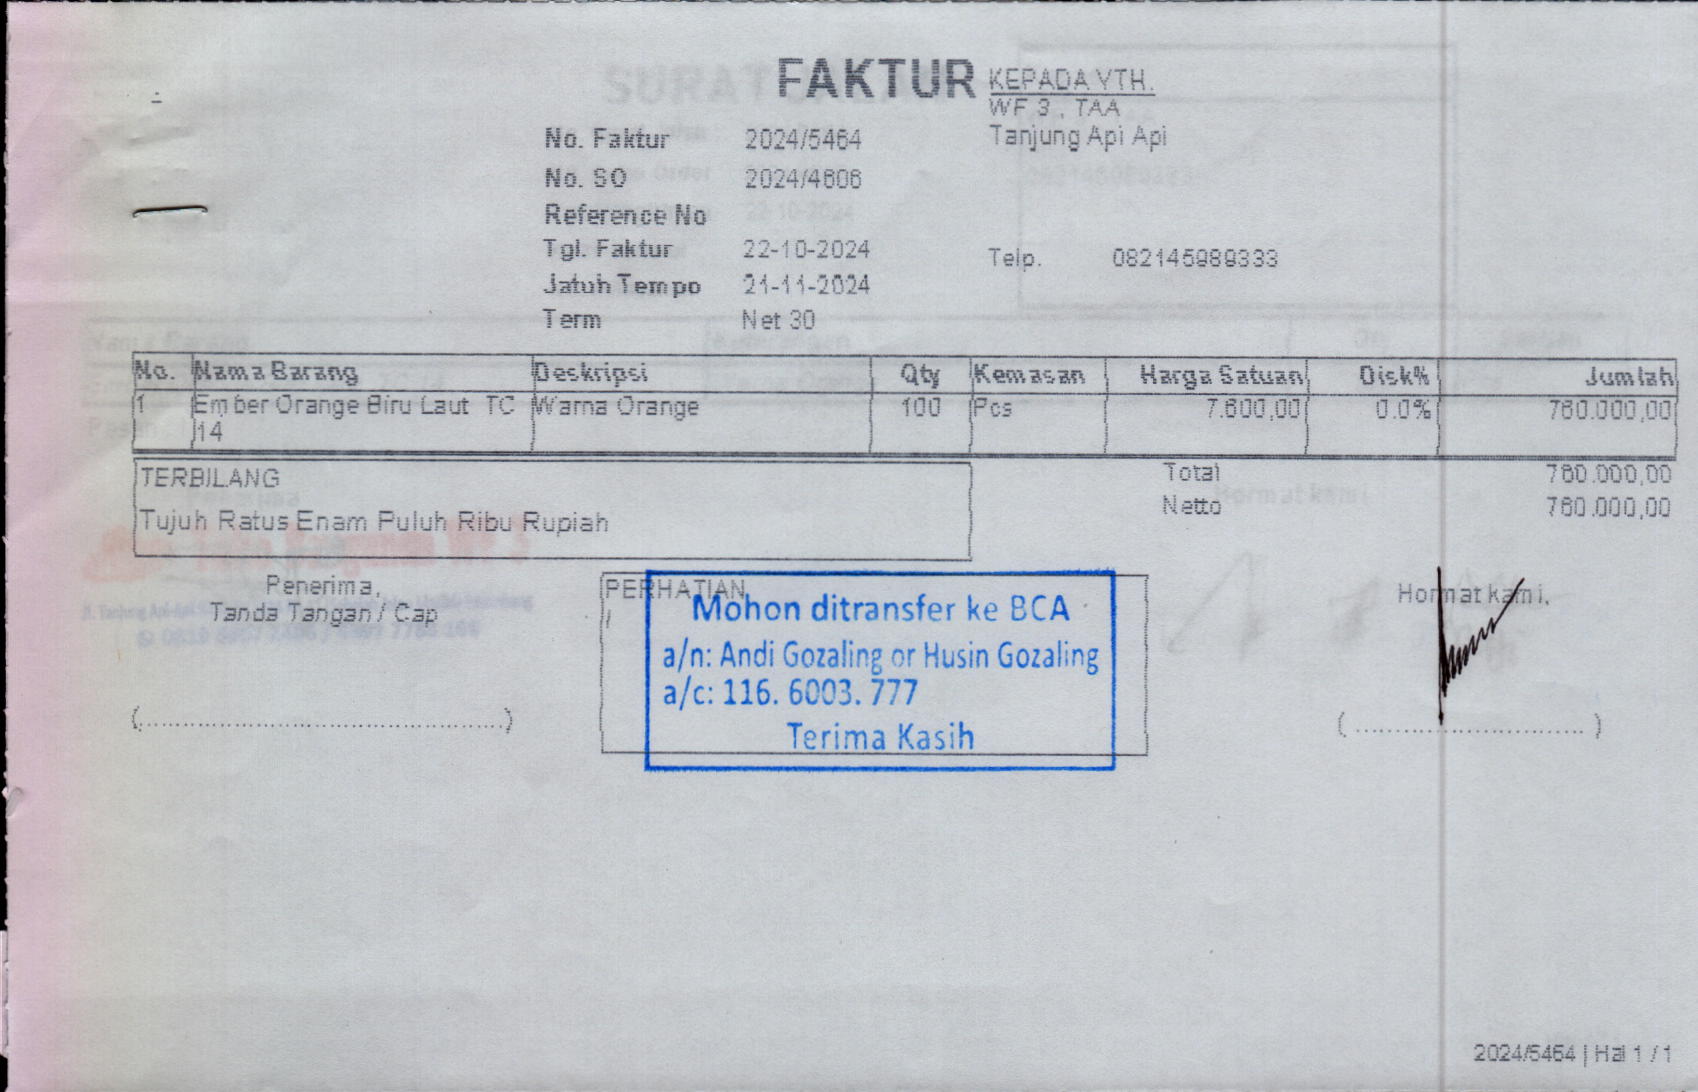 FAKTUR
KEPADA YTH.
WF 3 , TAA
Tanjung Api Api
No. Faktur 2024/5464
No. SO 2024/4606
Reference No
Tgl. Faktur 22-10-2024
Telp. 082145989333
Jatuh Tempo 21-11-2024
Term Net 30
No. Nama Barang Deskripsi Qty Kemasan Harga Satuan Disk% Jumlah
1 Ember Orange Biru Laut TC Warna Orange 100 Pcs 7.600,00 0.0% 760.000,00
14
TERBILANG
Total 760.000,00
Netto 760.000,00
Tujuh Ratus Enam Puluh Ribu Rupiah
Penerima,
Tanda Tangan / Cap
PERHATIAN
Mohon ditransfer ke BCA
a/n: Andi Gozaling or Husin Gozaling
a/c: 116. 6003. 777
Terima Kasih
Hormat kami,
(................................................)
( .............................. )
2024/5464 | Hal 1 / 1